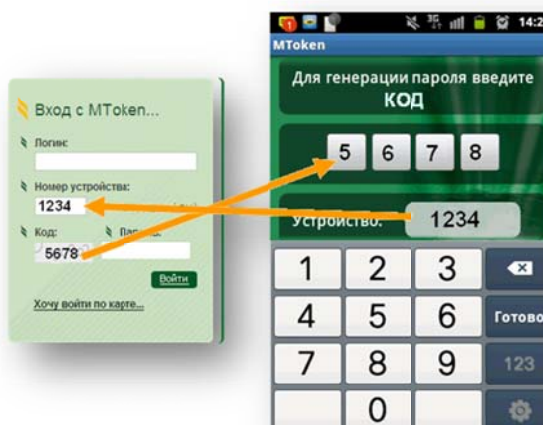 Вход с MToken...
Логин:
Номер устройства:
1234
Код:
5678
Войти
Хочу войти по карте...
1
3G
14:2
MToken
Для генерации пароля введите
КОД
5 6 7 8
Устройство: 1234
1 2 3
4 5 6 Готово
7 8 9 123
0